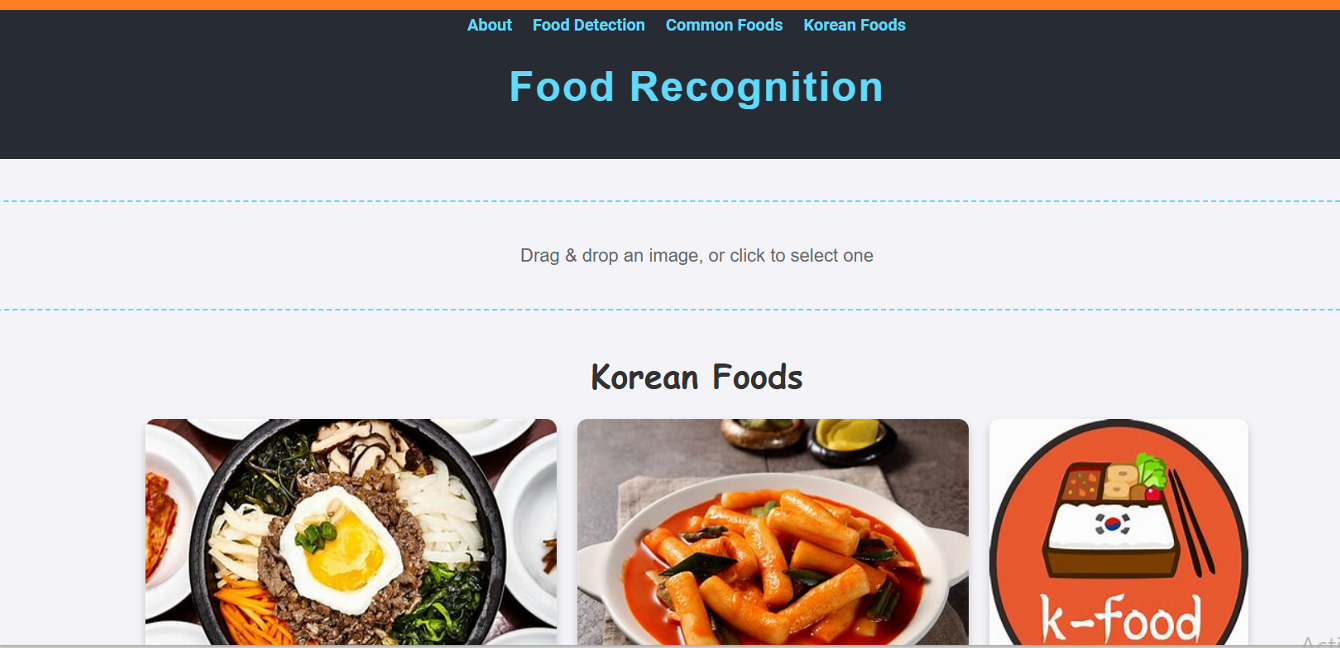 About Food Detection Common Foods Korean Foods
Food Recognition
Drag & drop an image, or click to select one
Korean Foods
k-food